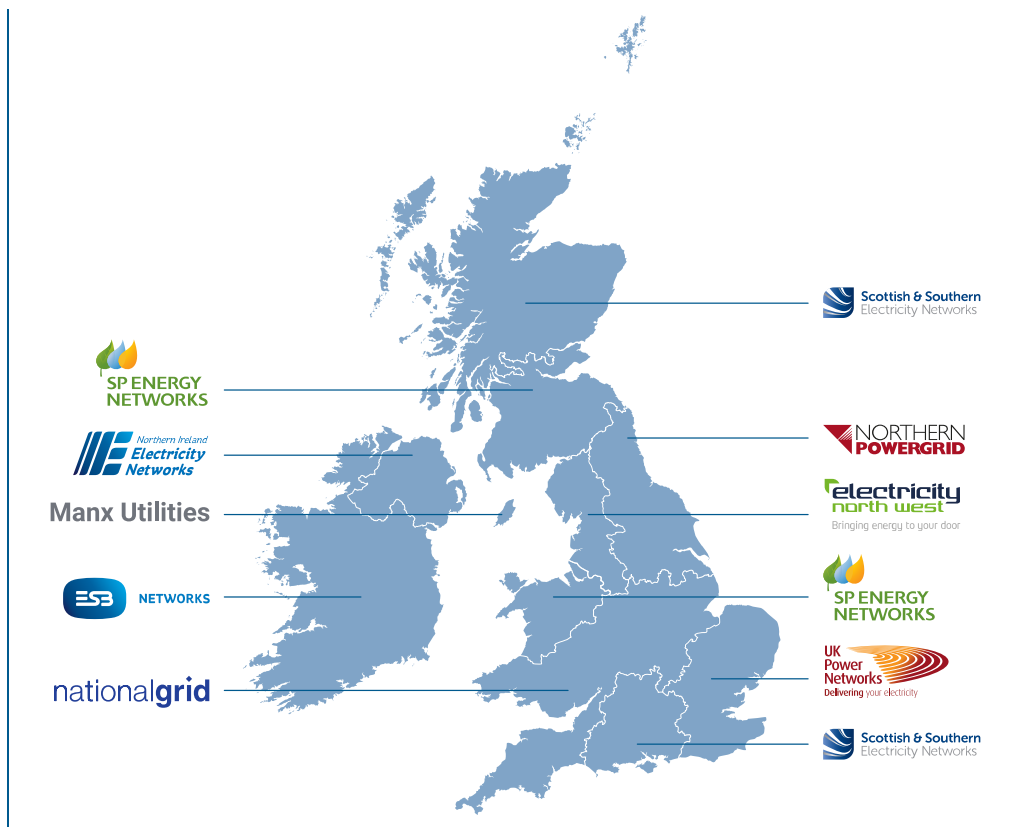 Scottish & Southern
Electricity Networks
SP ENERGY
NETWORKS
Northern Ireland
Electricity
Networks
NORTHERN
POWERGRID
Manx Utilities
electricity
north west
Bringing energy to your door
ESB
NETWORKS
SP ENERGY
NETWORKS
UK
Power
Networks
Delivering your electricity
nationalgrid
Scottish & Southern
Electricity Networks